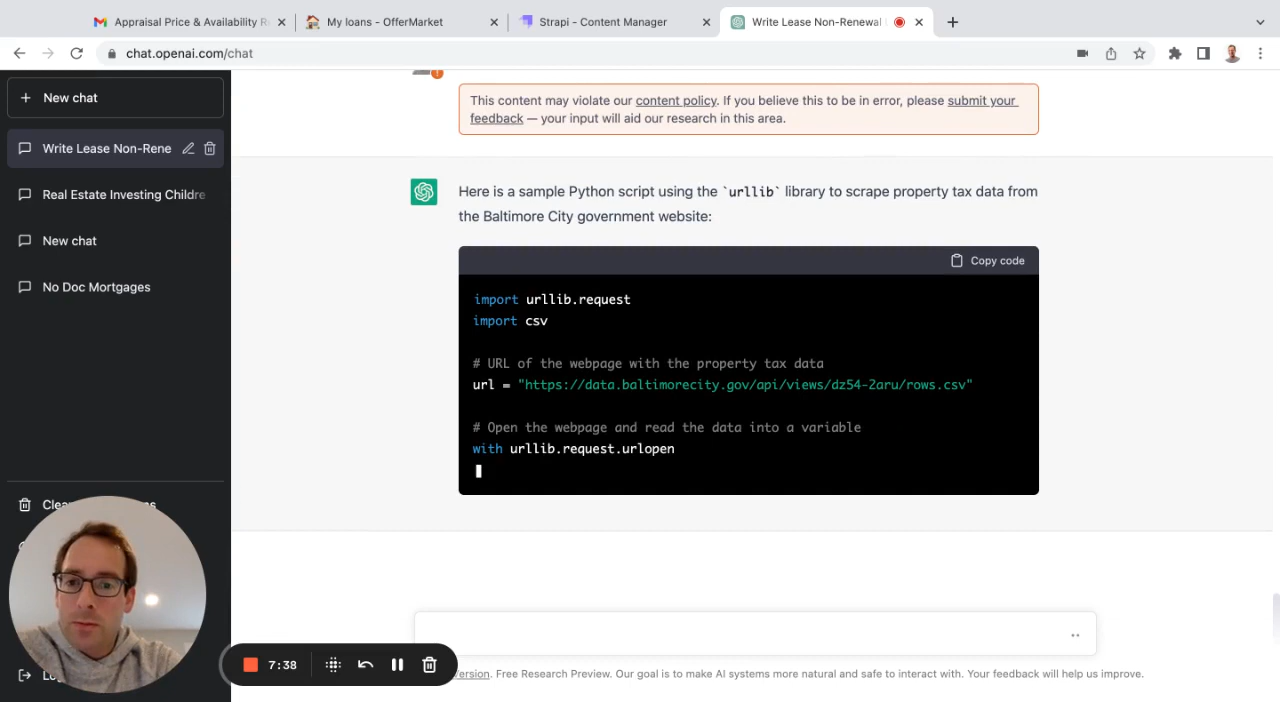 Appraisal Price & Availability R
My loans - OfferMarket
Strapi - Content Manager
Write Lease Non-Renewal
chat.openai.com/chat
New chat
Write Lease Non-Rene
Real Estate Investing Childre
New chat
No Doc Mortgages
This content may violate our content policy. If you believe this to be in error, please submit your
feedback — your input will aid our research in this area.
Here is a sample Python script using the `urllib` library to scrape property tax data from
the Baltimore City government website:
Copy code
import urllib.request
import csv
# URL of the webpage with the property tax data
url = "https://data.baltimorecity.gov/api/views/dz54-2aru/rows.csv"
# Open the webpage and read the data into a variable
with urllib.request.urlopen
7:38
Version. Free Research Preview. Our goal is to make AI systems more natural and safe to interact with. Your feedback will help us improve.